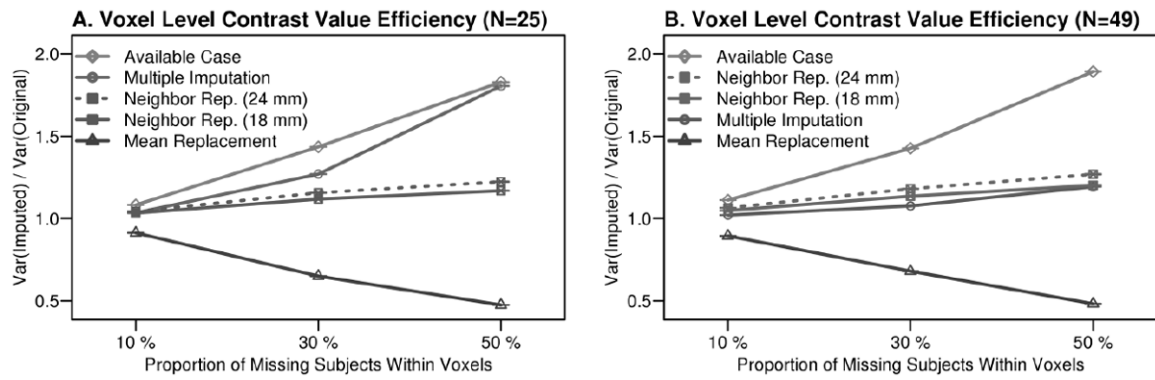 A. Voxel Level Contrast Value Efficiency (N=25)
Var(Imputed) / Var(Original)
2.0
1.5
1.0
0.5
Available Case
Multiple Imputation
Neighbor Rep. (24 mm)
Neighbor Rep. (18 mm)
Mean Replacement
10 %
30 %
50 %
Proportion of Missing Subjects Within Voxels
B. Voxel Level Contrast Value Efficiency (N=49)
Var(Imputed) / Var(Original)
2.0
1.5
1.0
0.5
Available Case
Neighbor Rep. (24 mm)
Neighbor Rep. (18 mm)
Multiple Imputation
Mean Replacement
10 %
30 %
50 %
Proportion of Missing Subjects Within Voxels